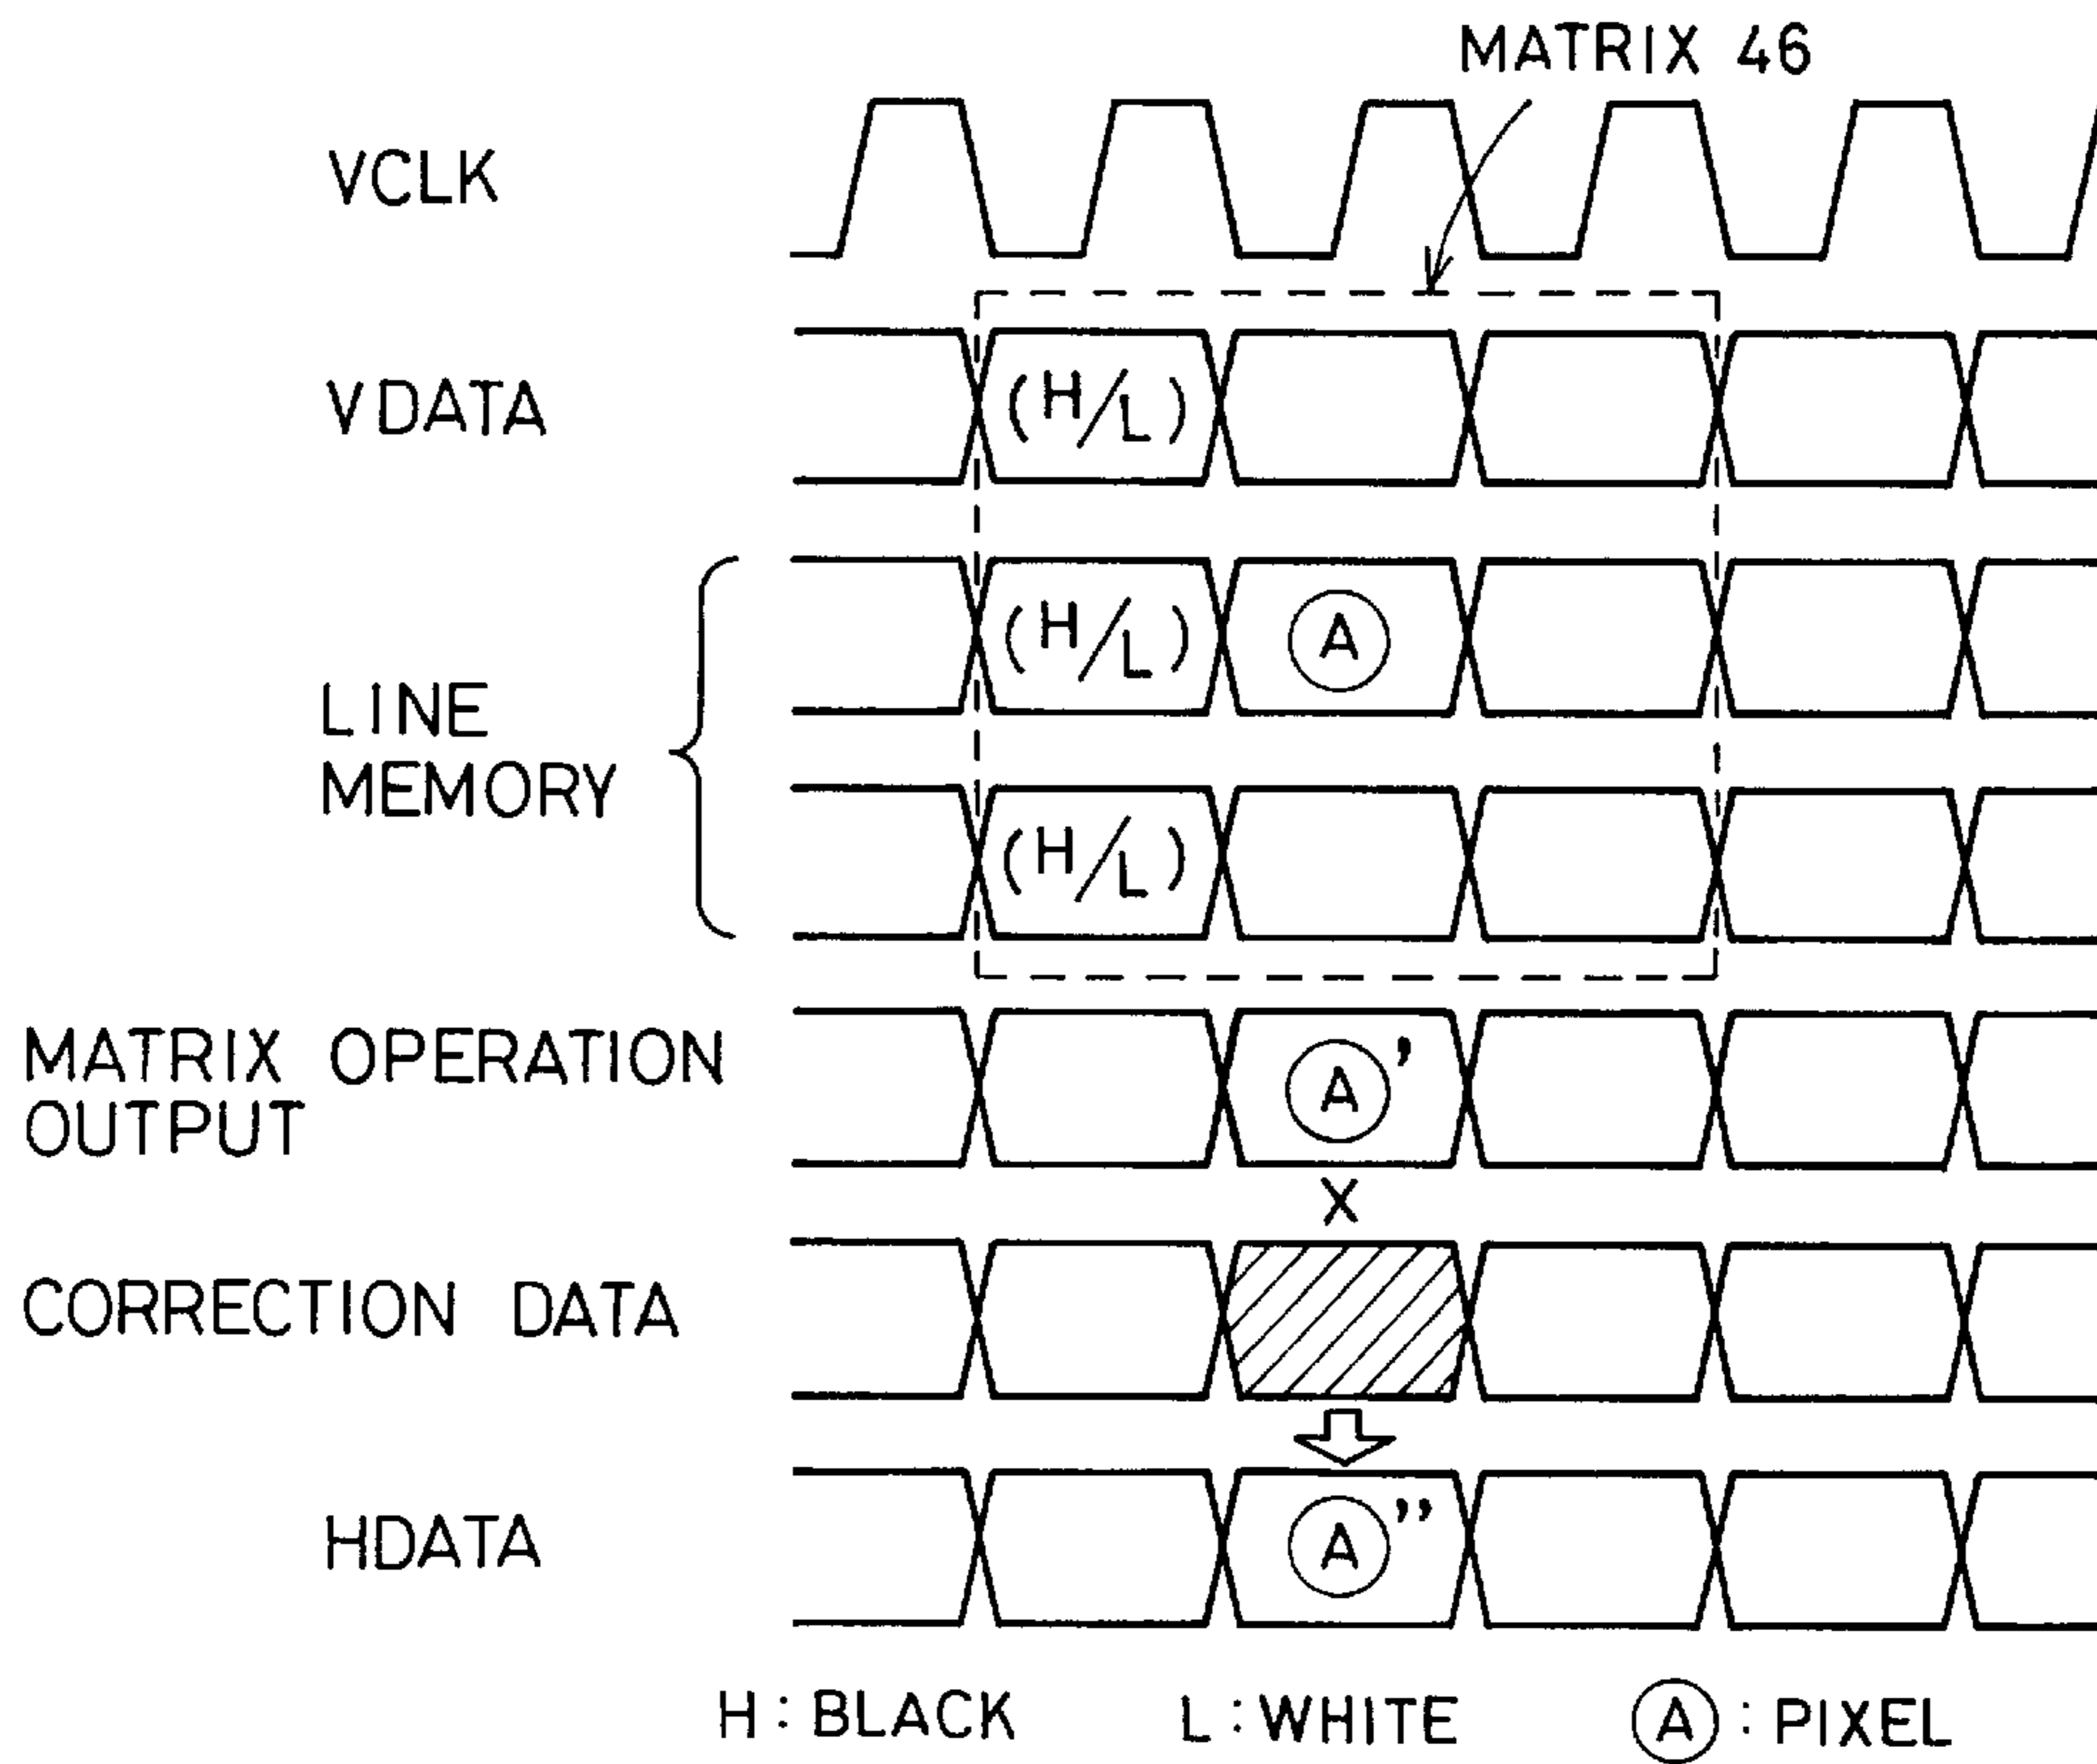 MATRIX 46
VCLK
VDATA
(H/L)
LINE
MEMORY
(H/L)
A
(H/L)
MATRIX OPERATION
OUTPUT
A'
X
CORRECTION DATA
HDATA
A"
H : BLACK L : WHITE A : PIXEL